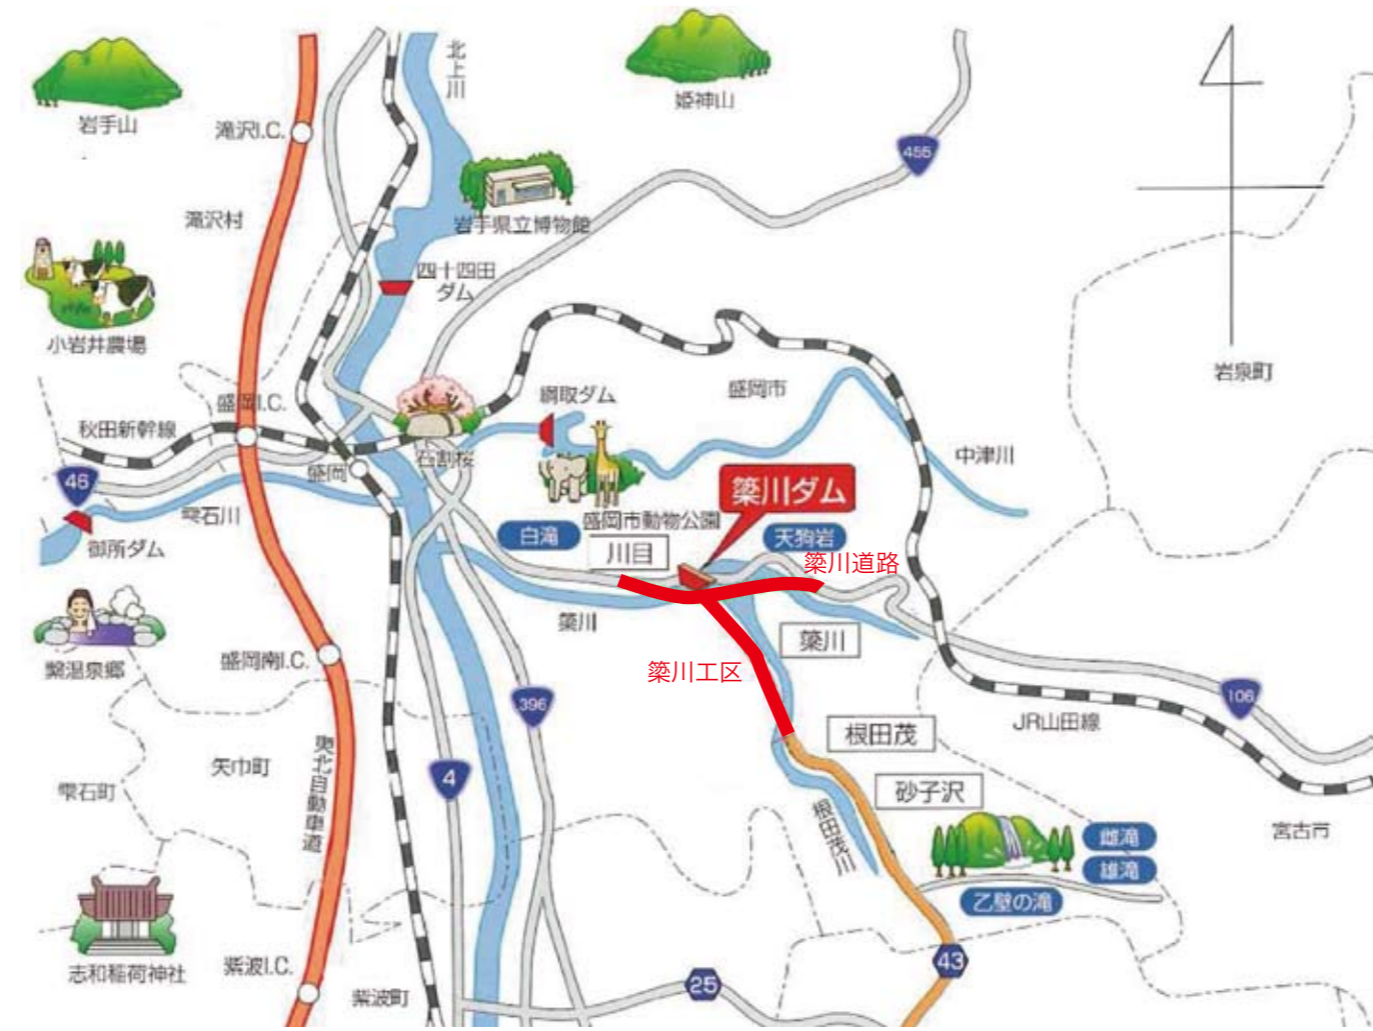 北上川
姫神山
岩手山
滝沢I.C.
455
滝沢村
岩手県立博物館
四十四田
ダム
小岩井農場
岩泉町
盛岡I.C.
綱取ダム
盛岡市
秋田新幹線
石割桜
中津川
46
盛岡
簗川ダム
雫石川
盛岡市動物公園
白滝
天狗岩
御所ダム
川目
簗川道路
簗川
簗川
盛岡南I.C.
繋温泉郷
簗川工区
396
106
JR山田線
根田茂
矢巾町
東北自動車道
4
雫石町
砂子沢
根田茂川
宮古市
雌滝
雄滝
乙壁の滝
志和稲荷神社
紫波I.C.
紫波町
25
43